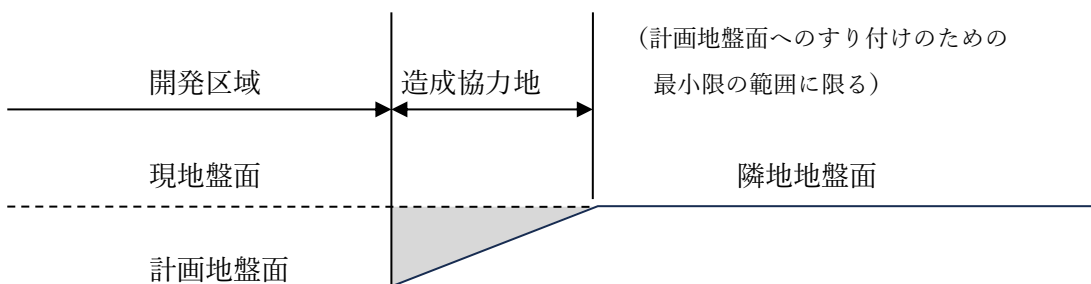 （計画地盤面へのすり付けのための
最小限の範囲に限る）
開発区域
造成協力地
現地盤面
隣地地盤面
計画地盤面